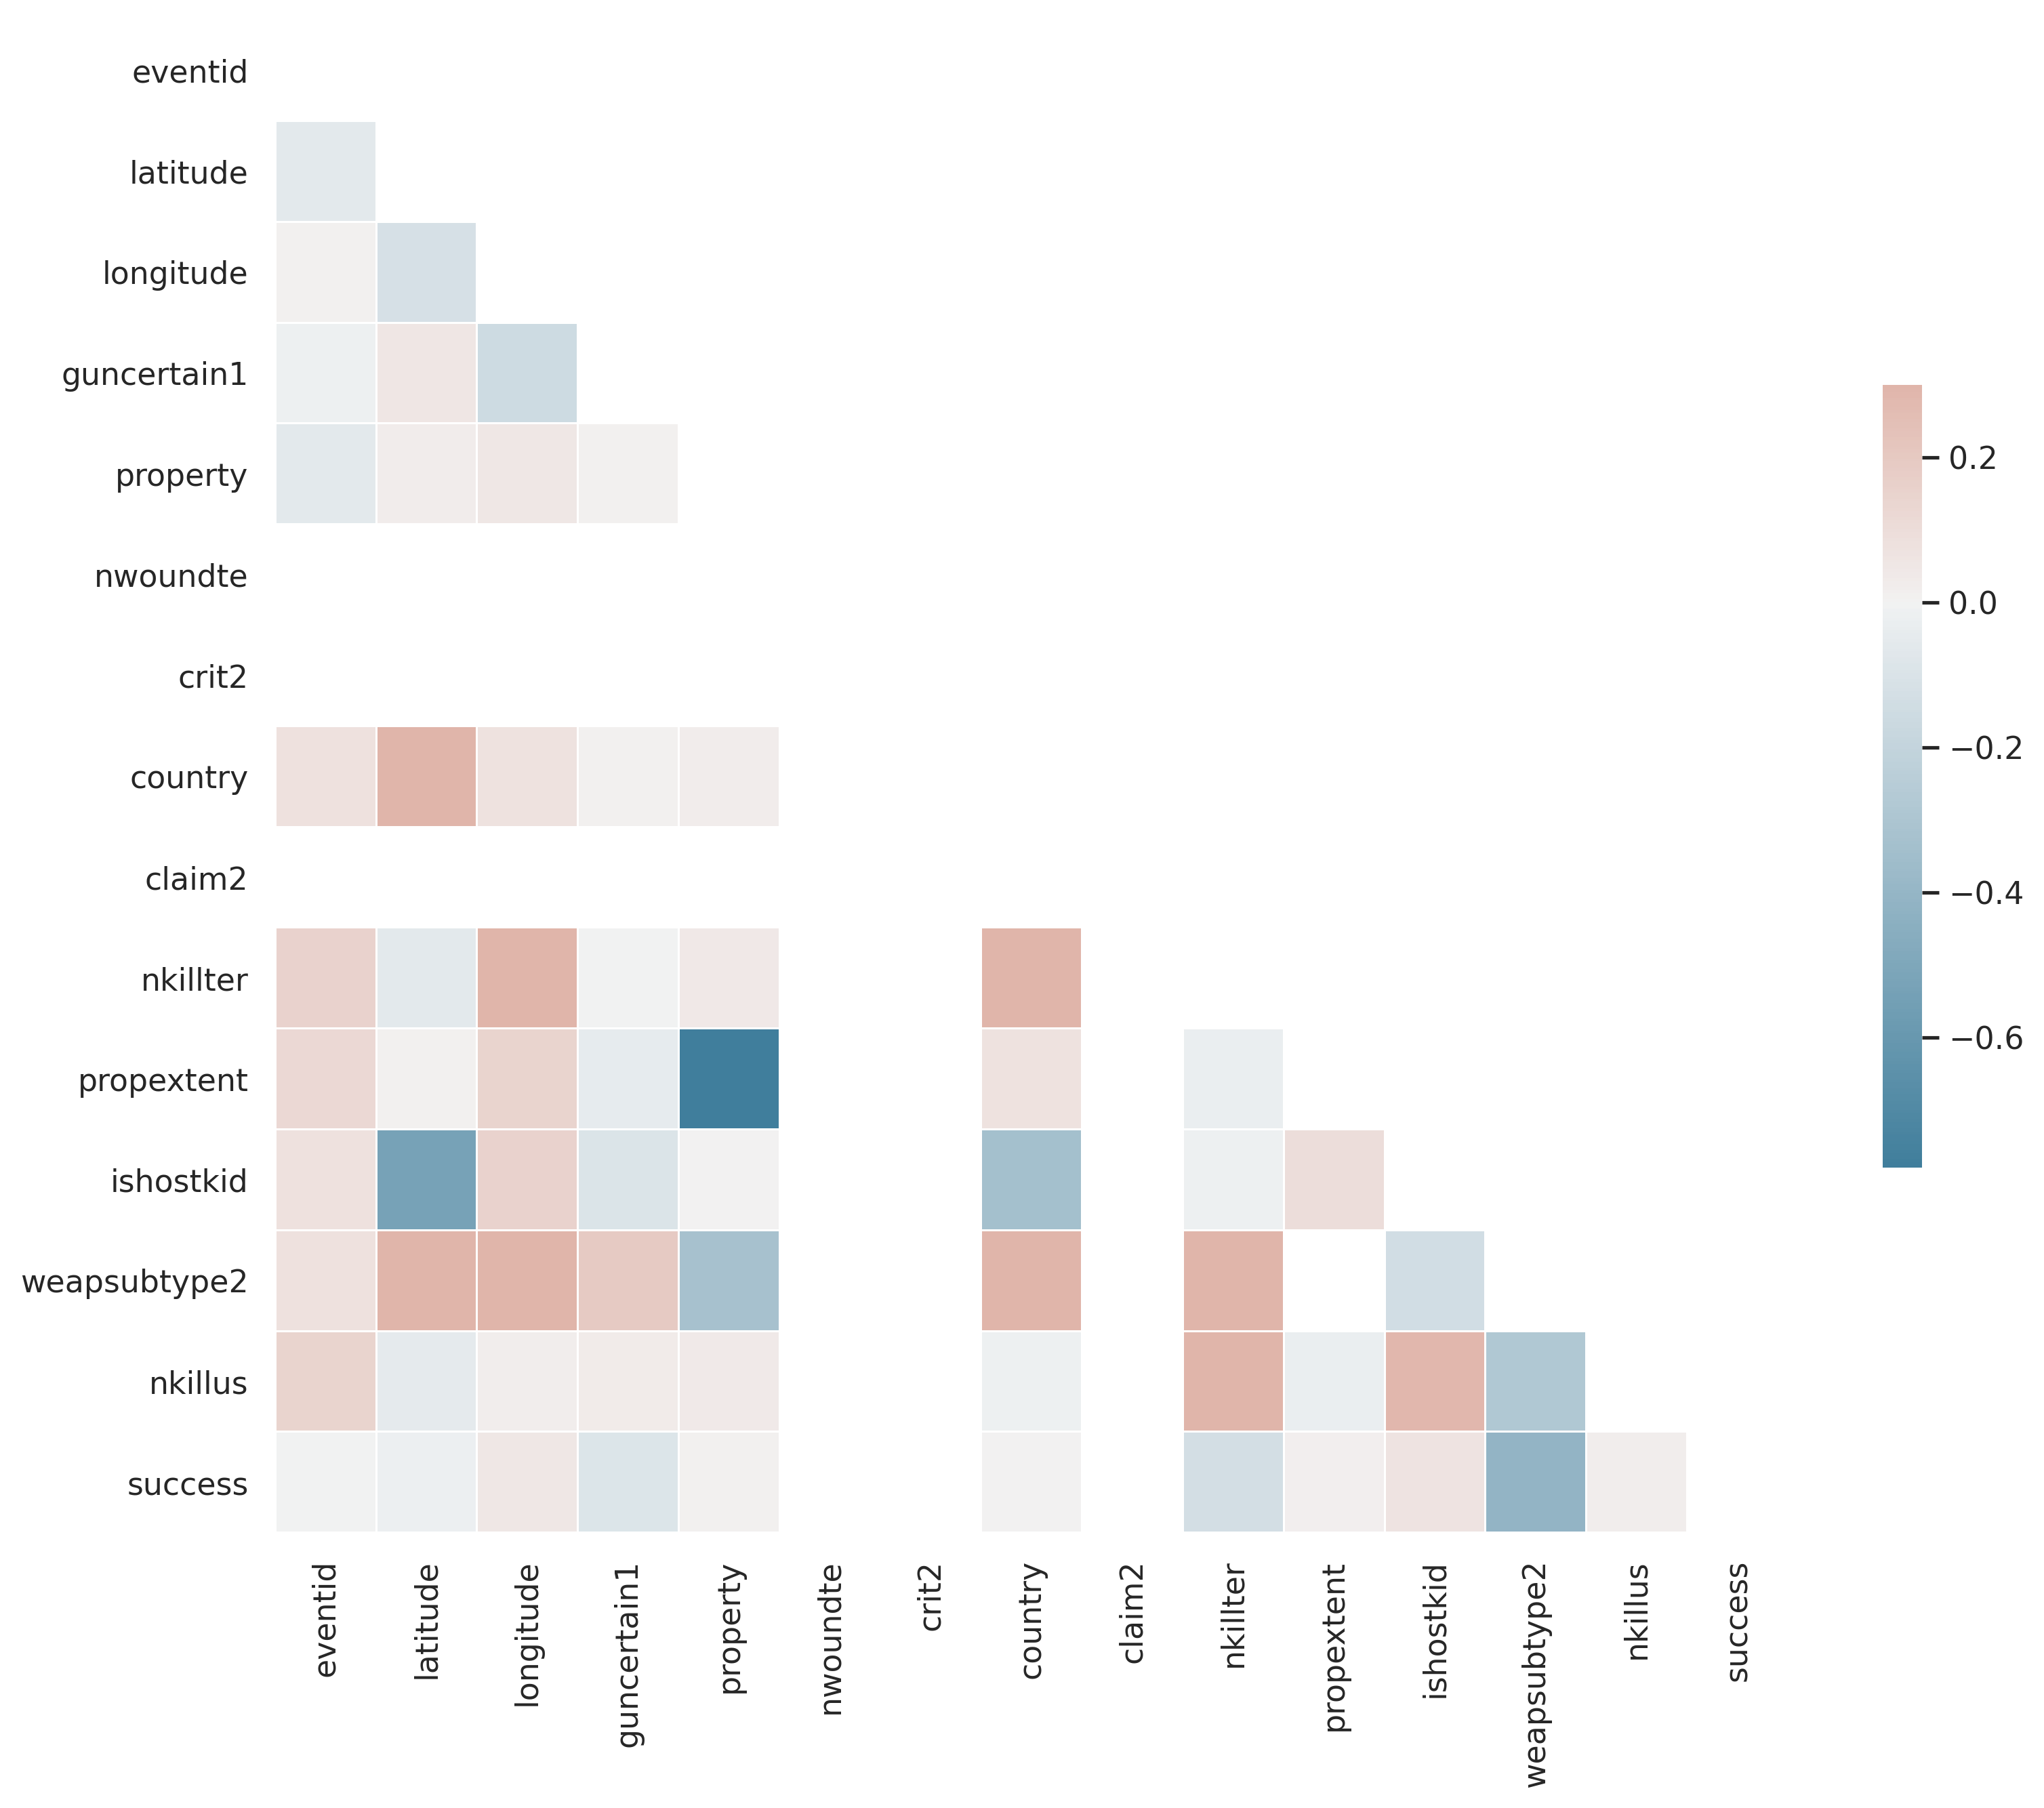 eventid
latitude
longitude
guncertain1
property
nwoundte
crit2
country
claim2
nkillter
propextent
ishostkid
weapsubtype2
nkillus
success
eventid
latitude
longitude
guncertain1
property
nwoundte
crit2
country
claim2
nkillter
propextent
ishostkid
weapsubtype2
nkillus
success
0.2
0.0
−0.2
−0.4
−0.6